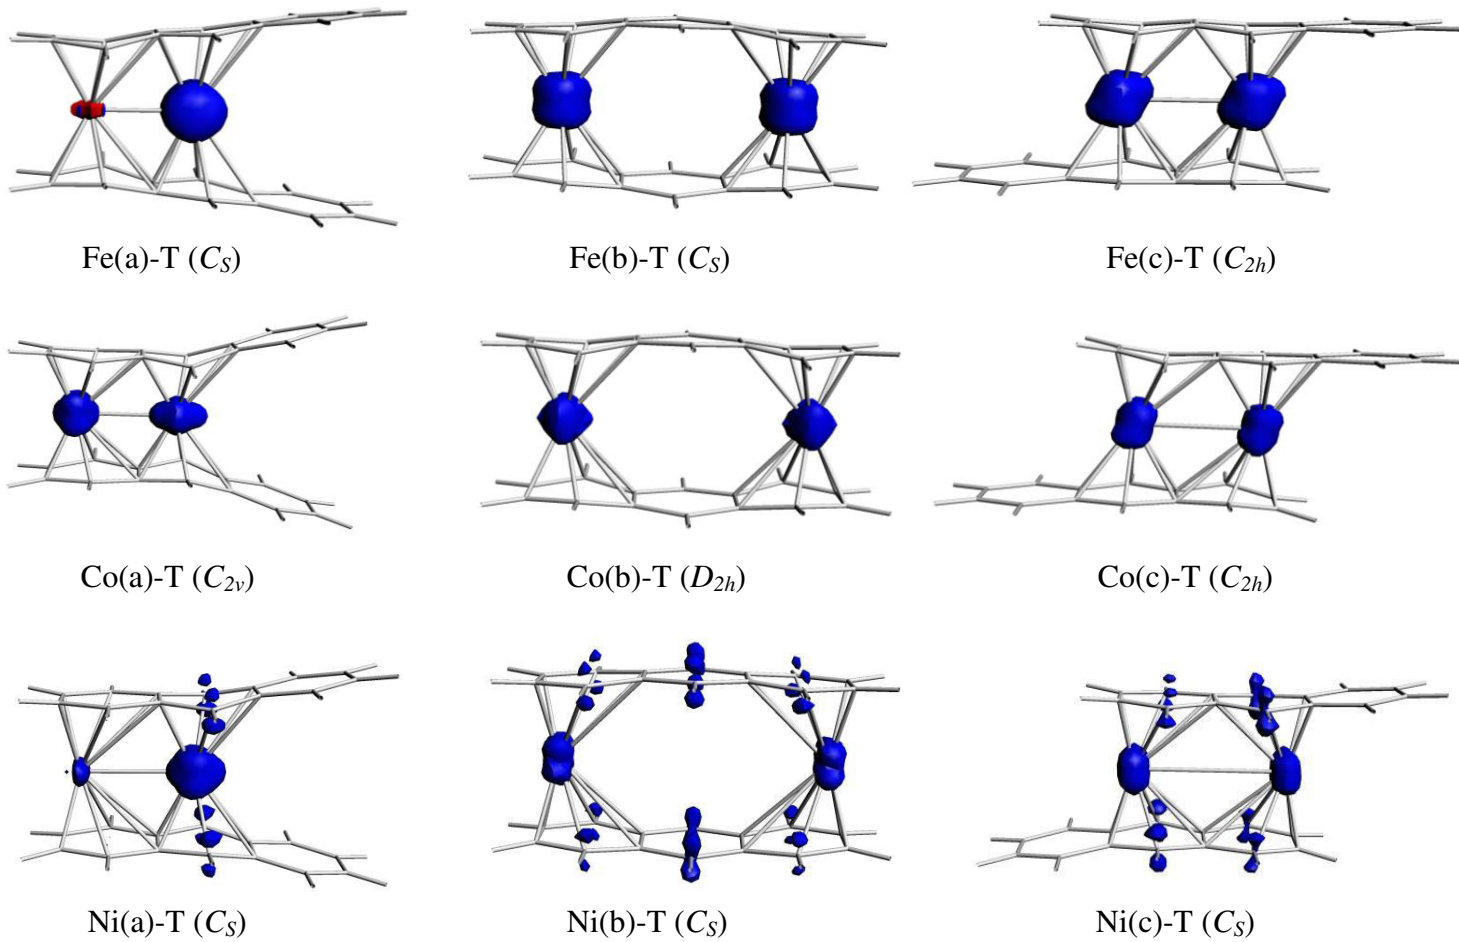 Fe(a)-T (CS)
Fe(b)-T (CS)
Fe(c)-T (C2h)
Co(a)-T (C2v)
Co(b)-T (D2h)
Co(c)-T (C2h)
Ni(a)-T (CS)
Ni(b)-T (CS)
Ni(c)-T (CS)